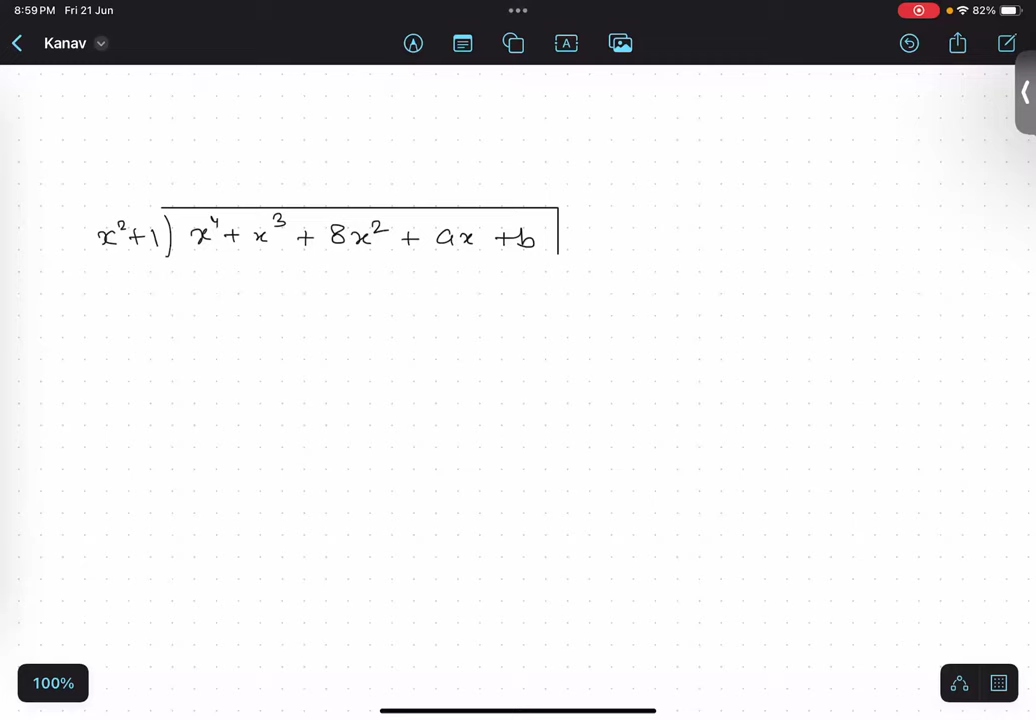 8:59 PM Fri 21 Jun 82%
Kanav
A
x²+1) x⁴ + x³ + 8x² + ax + b
100%